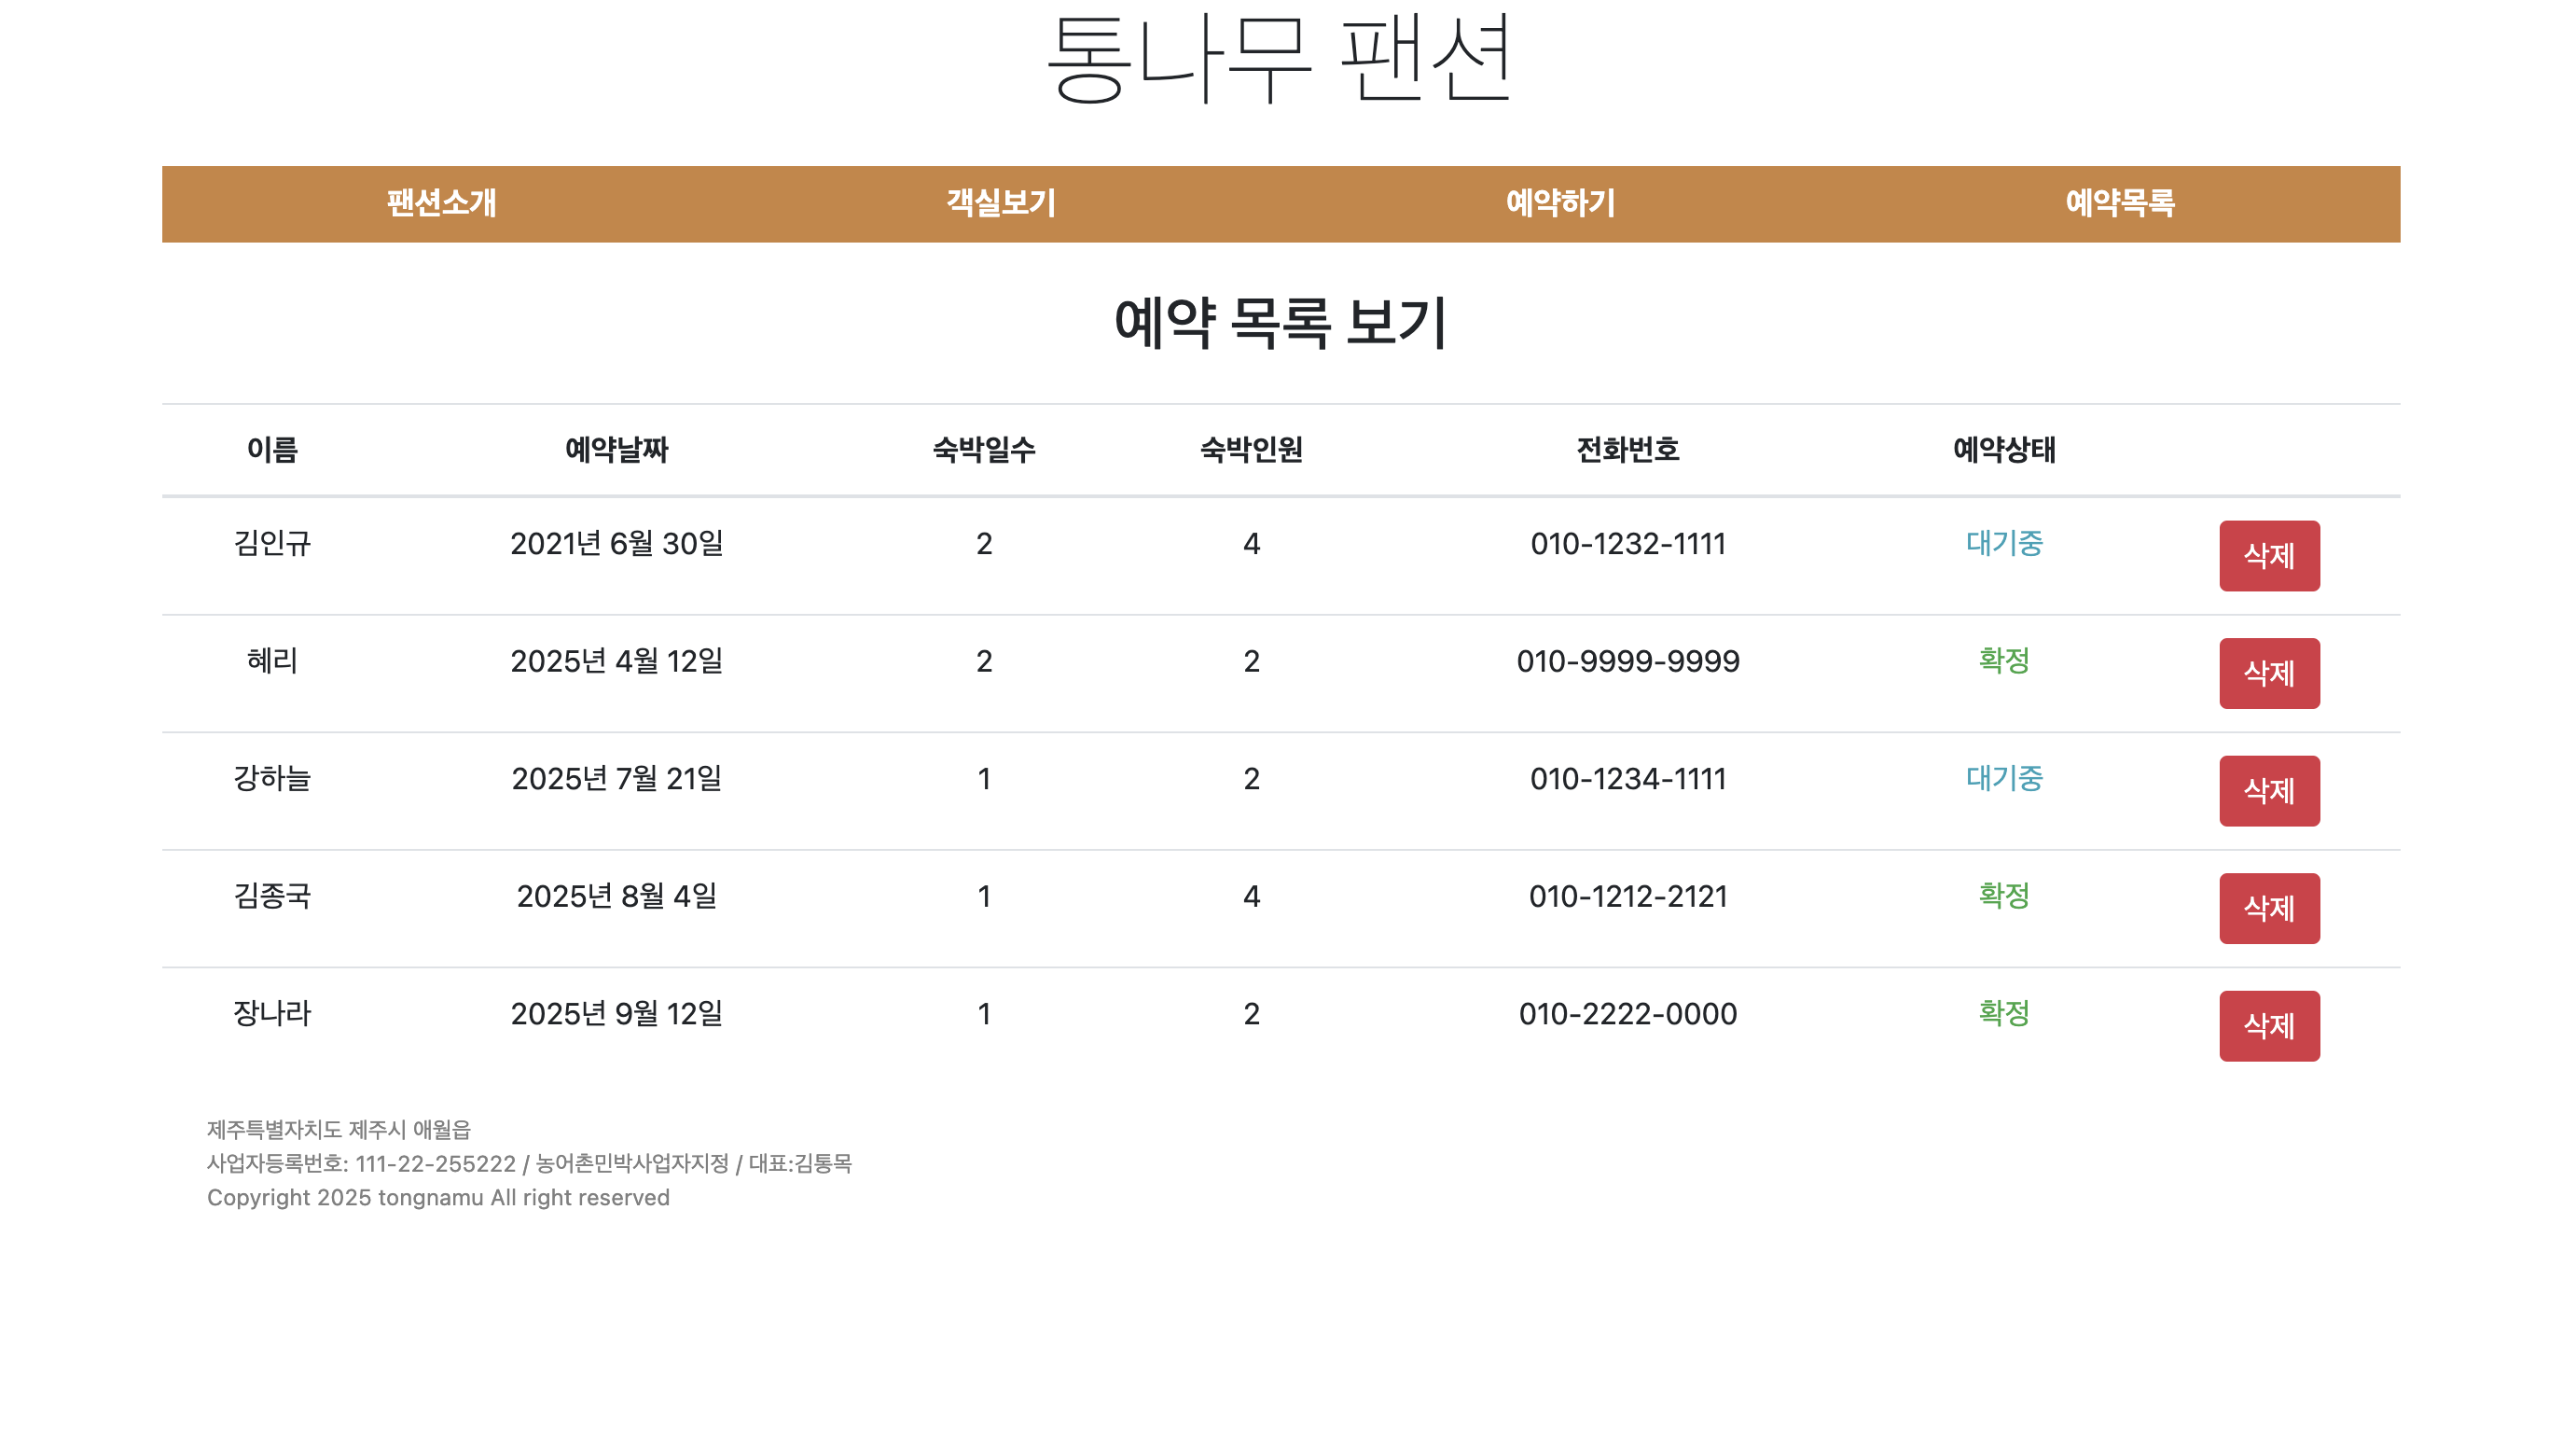 통나무 팬션
팬션소개 객실보기 예약하기 예약목록
예약 목록 보기
이름 예약날짜 숙박일수 숙박인원 전화번호 예약상태
김인규 2021년 6월 30일 2 4 010-1232-1111 대기중 삭제
혜리 2025년 4월 12일 2 2 010-9999-9999 확정 삭제
강하늘 2025년 7월 21일 1 2 010-1234-1111 대기중 삭제
김종국 2025년 8월 4일 1 4 010-1212-2121 확정 삭제
장나라 2025년 9월 12일 1 2 010-2222-0000 확정 삭제
제주특별자치도 제주시 애월읍
사업자등록번호: 111-22-255222 / 농어촌민박사업자지정 / 대표:김통목
Copyright 2025 tongnamu All right reserved